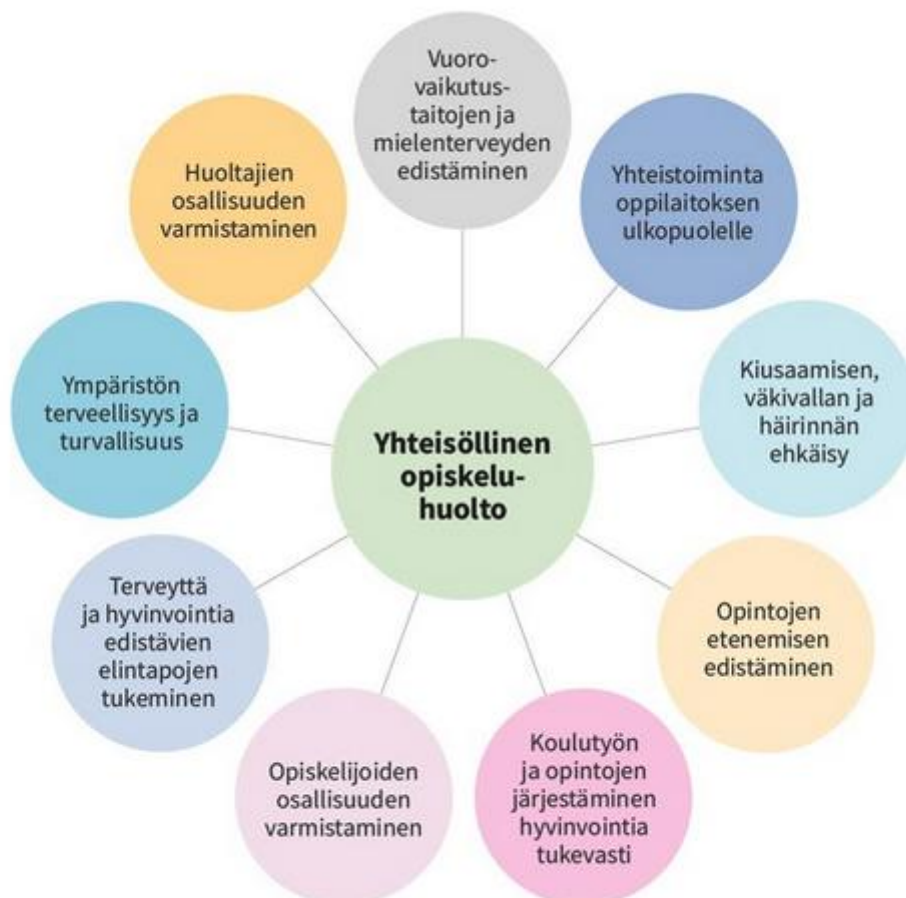 Vuoro-
vaikutus-
taitojen ja
mielenterveyden
edistäminen
Yhteistoiminta
oppilaitoksen
ulkopuolelle
Kiusaamisen,
väkivallan ja
häirinnän
ehkäisy
Opintojen
etenemisen
edistäminen
Koulutyön
ja opintojen
järjestäminen
hyvinvointia
tukevasti
Opiskelijoiden
osallisuuden
varmistaminen
Terveyttä
ja hyvinvointia
edistävien
elintapojen
tukeminen
Ympäristön
terveellisyys ja
turvallisuus
Huoltajien
osallisuuden
varmistaminen
Yhteisöllinen
opiskelu-
huolto